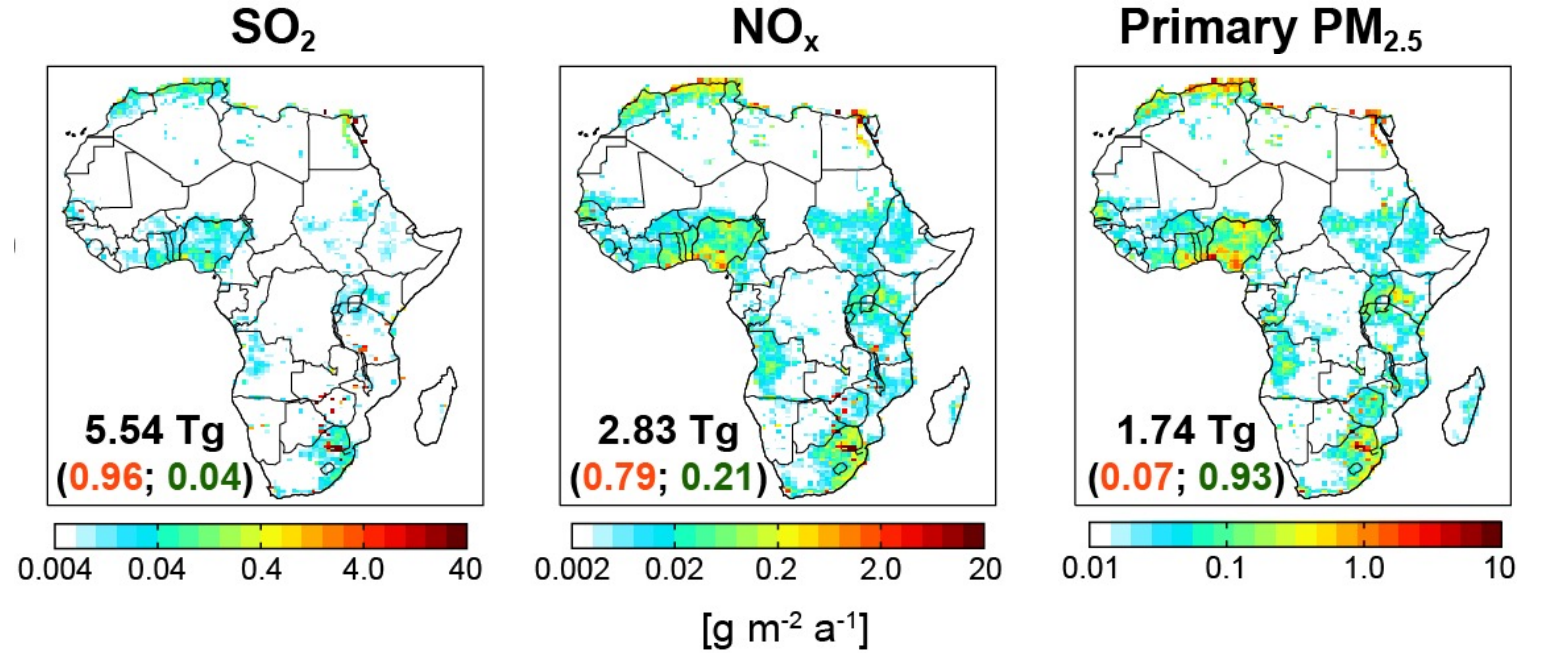 SO₂
NOₓ
Primary PM₂.₅
5.54 Tg
(0.96; 0.04)
2.83 Tg
(0.79; 0.21)
1.74 Tg
(0.07; 0.93)
0.004 0.04 0.4 4.0 40
0.002 0.02 0.2 2.0 20
0.01 0.1 1.0 10
[g m⁻² a⁻¹]